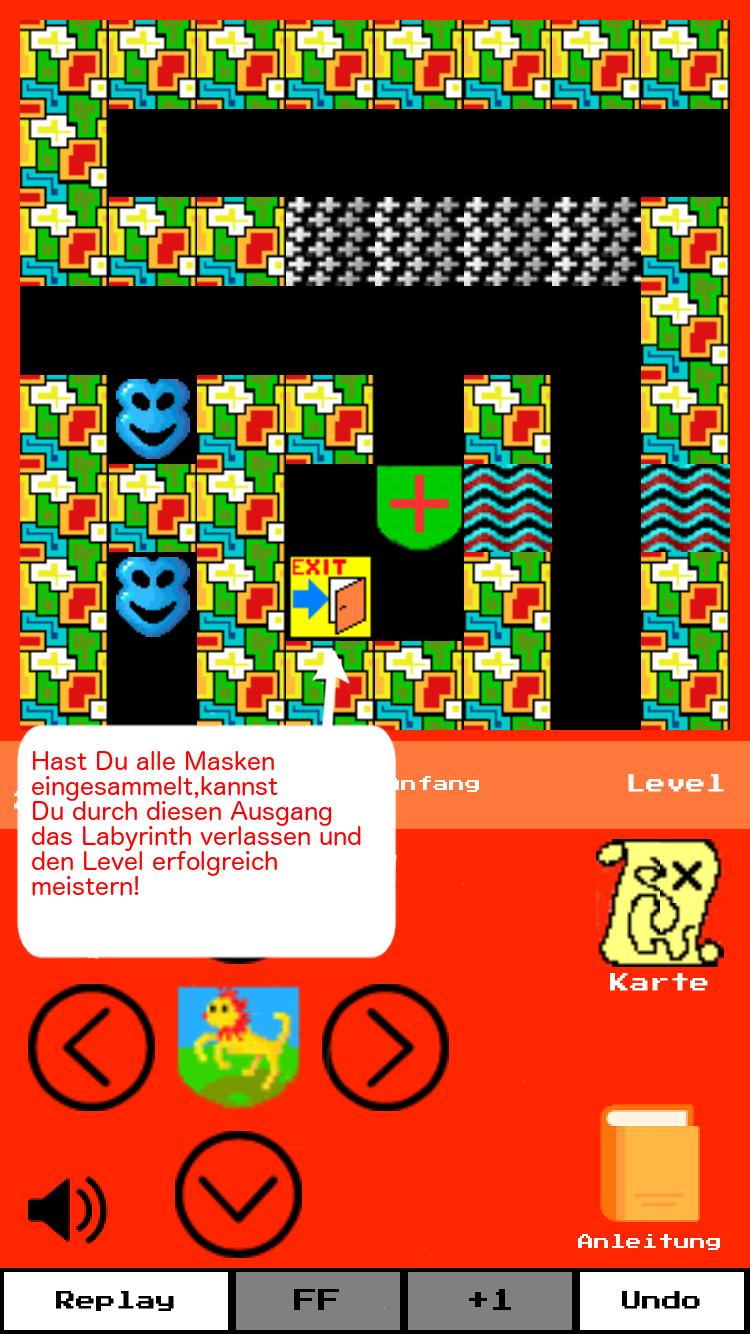 EXIT
Hast Du alle Masken
eingesammelt,kannst
Du durch diesen Ausgang
das Labyrinth verlassen und
den Level erfolgreich
meistern!
Level
Karte
Anleitung
Replay
FF
+1
Undo